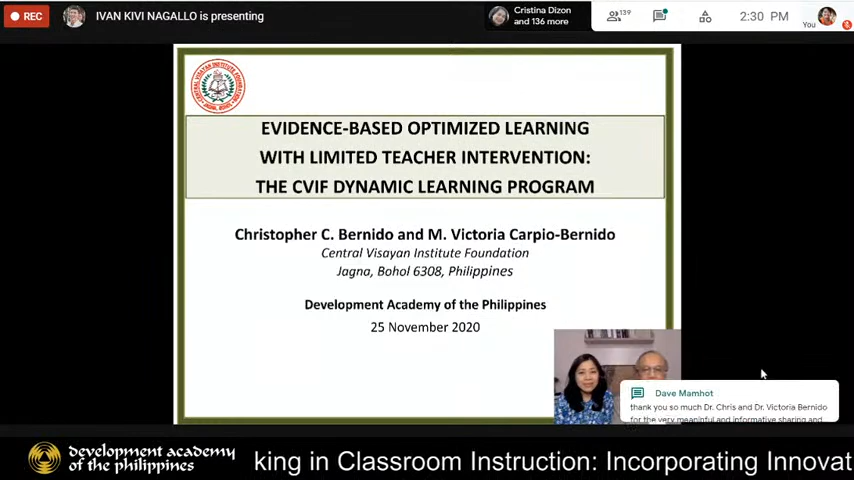 REC
IVAN KIVI NAGALLO is presenting
Cristina Dizon
and 136 more
139
2:30 PM
You
CENTRAL VISAYAN INSTITUTE FOUNDATION
EVIDENCE-BASED OPTIMIZED LEARNING
WITH LIMITED TEACHER INTERVENTION:
THE CVIF DYNAMIC LEARNING PROGRAM
Christopher C. Bernido and M. Victoria Carpio-Bernido
Central Visayan Institute Foundation
Jagna, Bohol 6308, Philippines
Development Academy of the Philippines
25 November 2020
Dave Mamhot
thank you so much Dr. Chris and Dr. Victoria Bernido
for the very meaningful and informative sharing and
development academy
of the philippines
king in Classroom Instruction: Incorporating Innovat